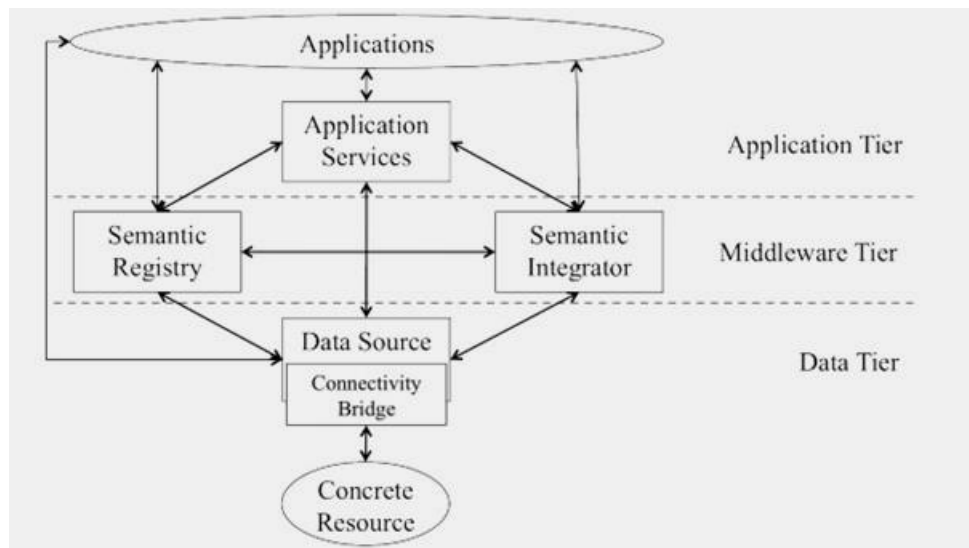 Applications
Application
Services
Application Tier
Semantic
Registry
Semantic
Integrator
Middleware Tier
Data Source
Connectivity
Bridge
Data Tier
Concrete
Resource